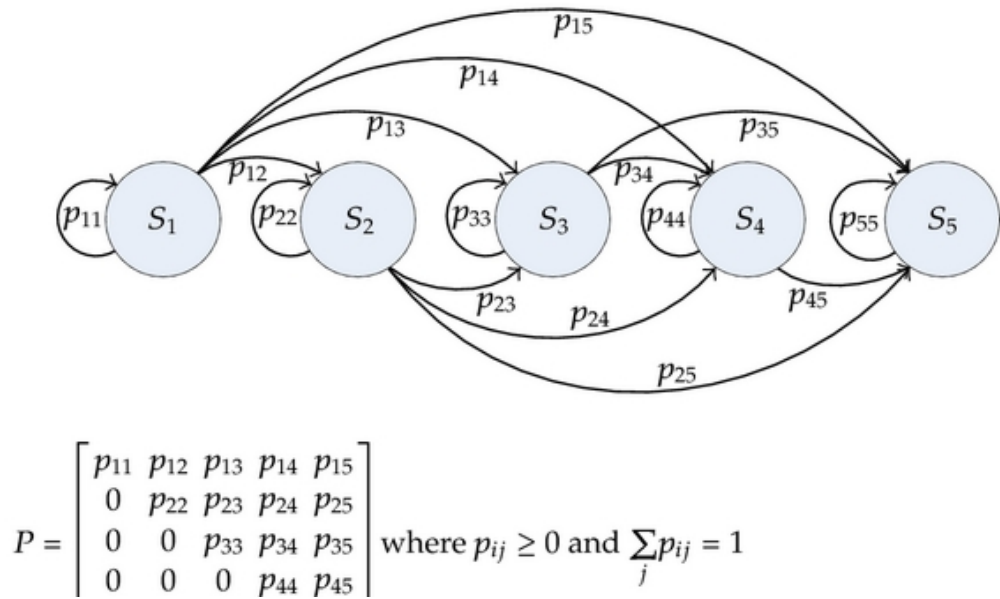 p15
p14
p13
p35
p12
p34
p11 S1 p22 S2 p33 S3 p44 S4 p55 S5
p23
p24
p45
p25
p11 p12 p13 p14 p15
0 p22 p23 p24 p25
P = 0 0 p33 p34 p35 where pij ≥ 0 and ∑j pij = 1
0 0 0 p44 p45